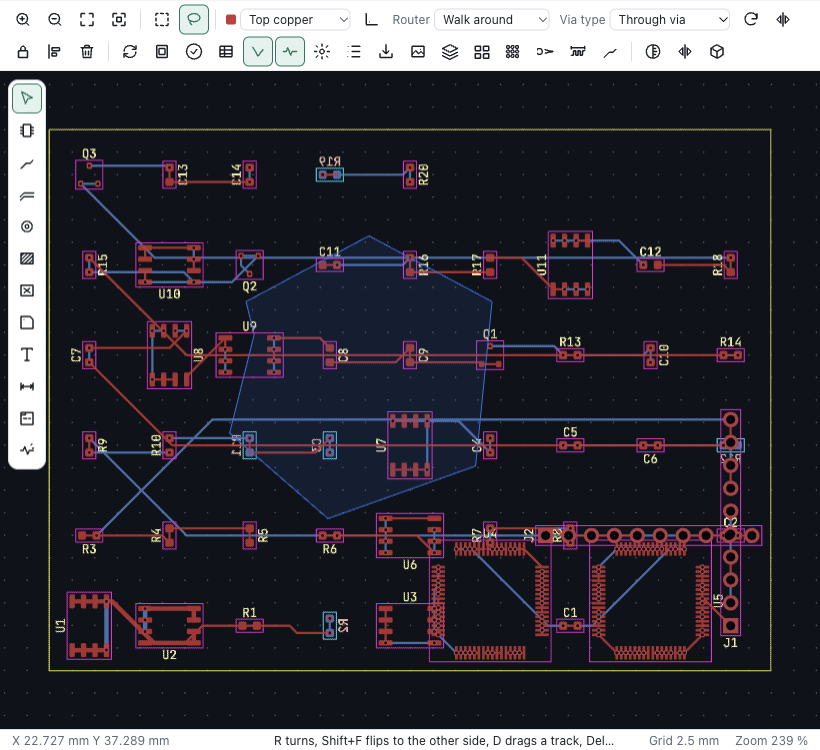 Top copper Router Walk around Via type Through via
Q3 C13 C14 R19 R20
R15 U10 Q2 C11 R16 R17 U11 C12 R18
C7 U8 U9 C8 C9 Q1 R13 C10 R14
R9 R10 U7 C5 C6
R3 R4 R5 R6 U6 R7 J2 R8
U1 U2 R1 R2 U3 C1 U5 J1
X 22.727 mm Y 37.289 mm R turns, Shift+F flips to the other side, D drags a track, Del... Grid 2.5 mm Zoom 239 %